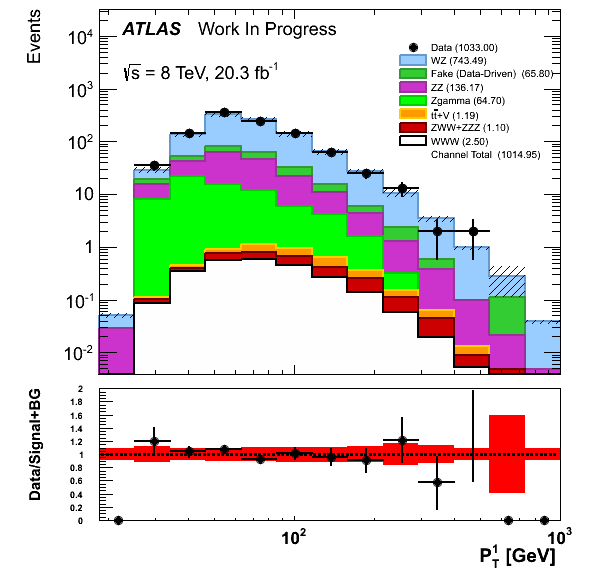 Events
ATLAS Work In Progress
√s = 8 TeV, 20.3 fb⁻¹
Data (1033.00)
WZ (743.49)
Fake (Data-Driven) (65.80)
ZZ (136.17)
Zgamma (64.70)
tt̄+V (1.19)
ZWW+ZZZ (1.10)
WWW (2.50)
Channel Total (1014.95)
10⁴
10³
10²
10
1
10⁻¹
10⁻²
Data/Signal+BG
2
1.8
1.6
1.4
1.2
1
0.8
0.6
0.4
0.2
0
10²
10³
P¹_T [GeV]